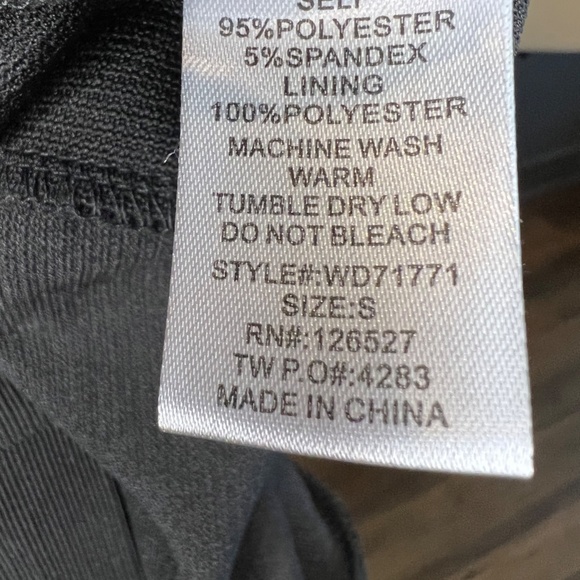 SELF
95%POLYESTER
5%SPANDEX
LINING
100%POLYESTER
MACHINE WASH
WARM
TUMBLE DRY LOW
DO NOT BLEACH
STYLE#:WD71771
SIZE:S
RN#:126527
TW P.O#:4283
MADE IN CHINA